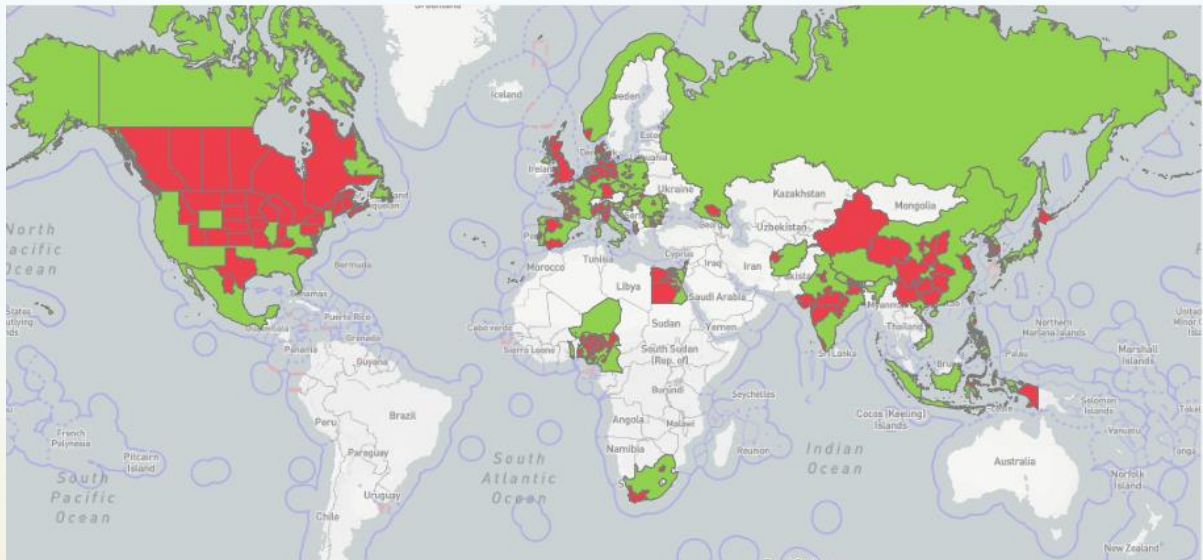 Greenland
Iceland
Ukraine
Kazakhstan
Mongolia
Uzbekistan
North
Pacific
Ocean
Bermuda
Morocco
Tunisia
Cyprus
Iraq
Iran
Libya
Saudi Arabia
Bahamas
Puerto Rico
Grenada
Panama
Guyana
Cabo Verde
Sierra Leone
Sudan
Yemen
South Sudan
(Rep. of)
Thailand
Sri Lanka
Northern
Mariana Islands
Palau
Marshall
Islands
Brazil
Peru
Burundi
Seychelles
Angola
Malawi
Namibia
Cocos (Keeling)
Islands
Solomon
Islands
Vanuatu
French
Polynesia
Pitcairn
Island
Paraguay
South
Atlantic
Ocean
Reunion
Indian
Ocean
Australia
Tonga
Norfolk
Island
South
Pacific
Ocean
Uruguay
Chile
New Zealand